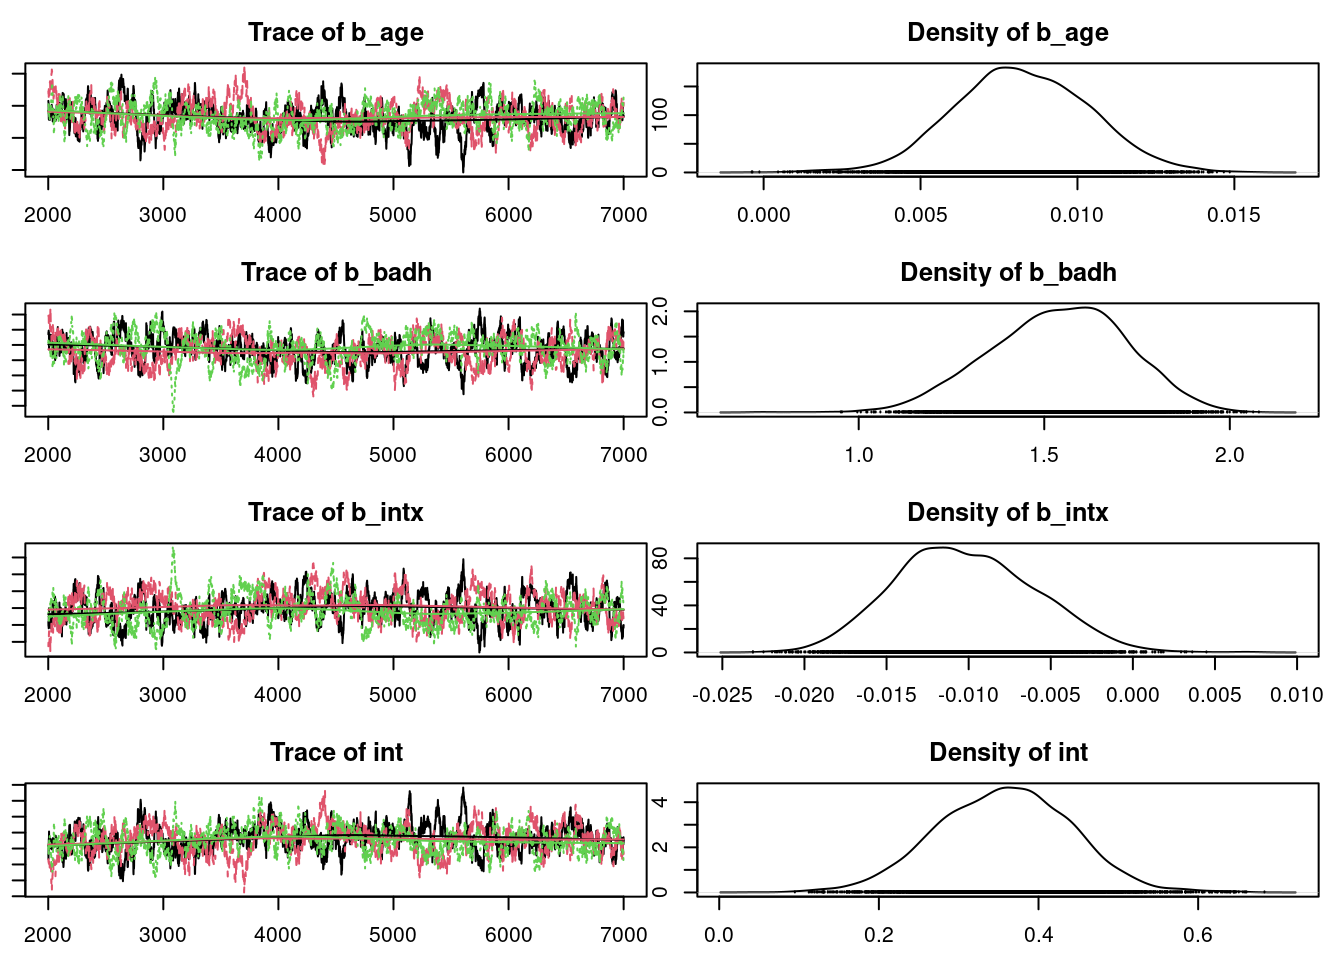 Trace of b_age
2000 3000 4000 5000 6000 7000
Density of b_age
0 100
0.000 0.005 0.010 0.015
Trace of b_badh
2000 3000 4000 5000 6000 7000
Density of b_badh
0.0 1.0 2.0
1.0 1.5 2.0
Trace of b_intx
2000 3000 4000 5000 6000 7000
Density of b_intx
0 40 80
-0.025 -0.020 -0.015 -0.010 -0.005 0.000 0.005 0.010
Trace of int
2000 3000 4000 5000 6000 7000
Density of int
0 2 4
0.0 0.2 0.4 0.6